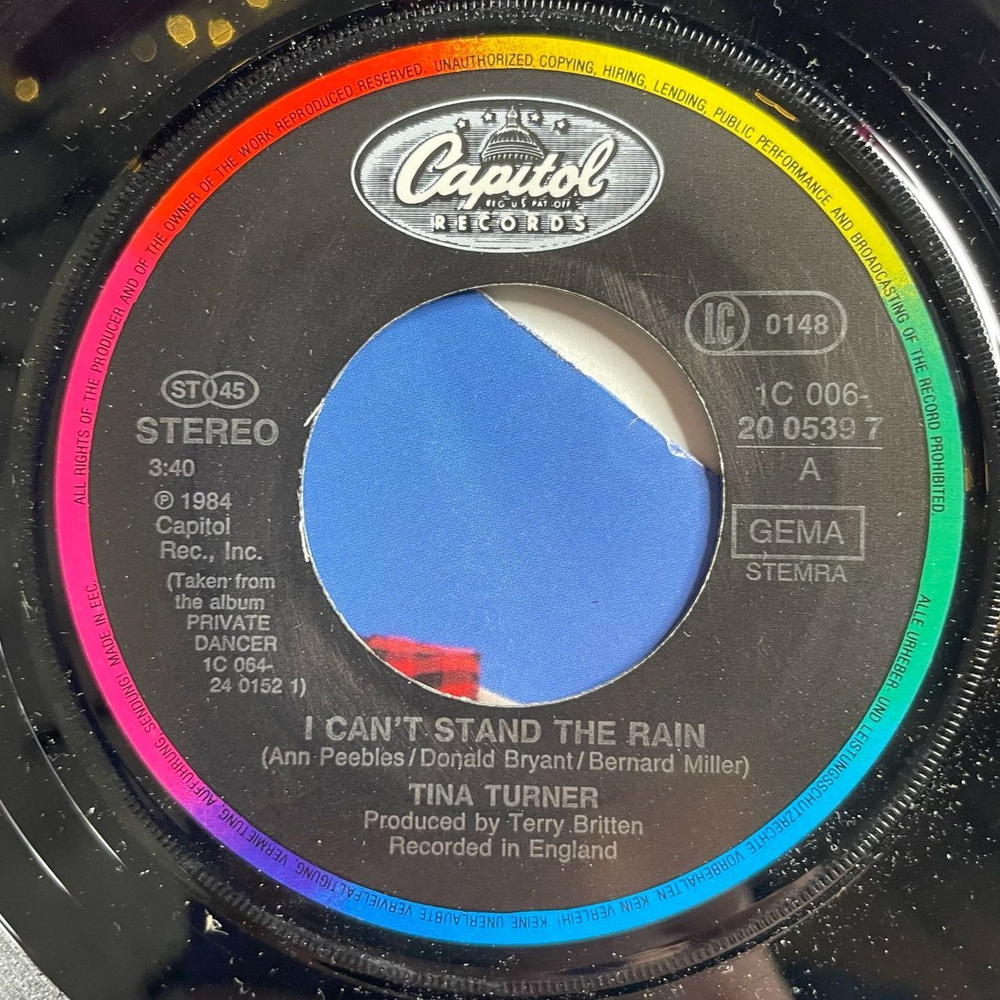 ALL RIGHTS OF THE PRODUCER AND OF THE OWNER OF THE WORK REPRODUCED RESERVED. UNAUTHORIZED COPYING, HIRING, LENDING, PUBLIC PERFORMANCE AND BROADCASTING OF THE RECORD PROHIBITED.
Capitol
REG. U.S. PAT. OFF.
RECORDS
LC 0148
ST 45
STEREO
3:40
℗ 1984
Capitol
Rec., Inc.
(Taken from
the album
PRIVATE
DANCER
1C 064-
24 0152 1)
1C 006-
20 0539 7
A
GEMA
STEMRA
I CAN'T STAND THE RAIN
(Ann Peebles/Donald Bryant/Bernard Miller)
TINA TURNER
Produced by Terry Britten
Recorded in England
ALLE URHEBER- UND LEISTUNGSSCHUTZRECHTE VORBEHALTEN. KEIN VERLEIH! KEINE UNERLAUBTE VERVIELFÄLTIGUNG, VERMIETUNG, AUFFÜHRUNG, SENDUNG! MADE IN EEC.